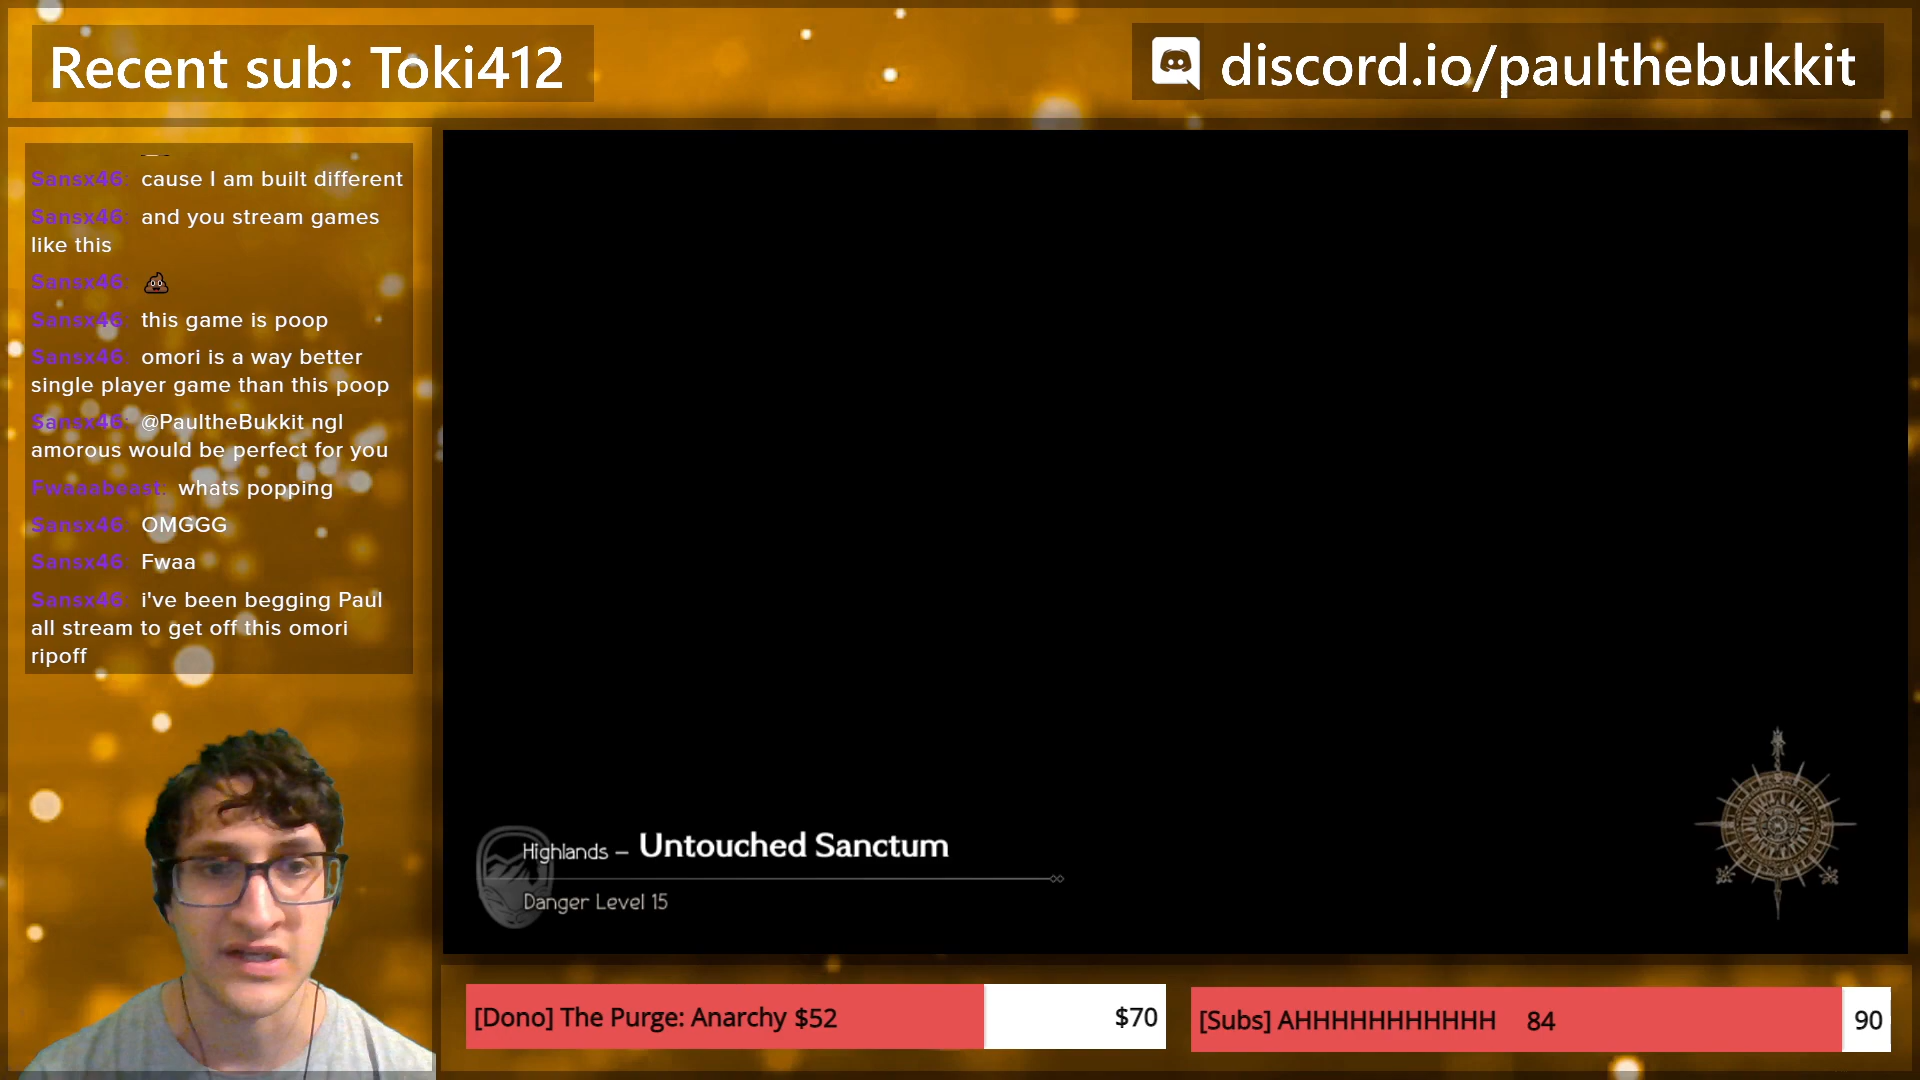 Recent sub: Toki412
discord.io/paulthebukkit
Sansx46: cause I am built different
Sansx46: and you stream games
like this
Sansx46: 💩
Sansx46: this game is poop
Sansx46: omori is a way better
single player game than this poop
Sansx46: @PaultheBukkit ngl
amorous would be perfect for you
Fwaaabeast: whats popping
Sansx46: OMGGG
Sansx46: Fwaa
Sansx46: i've been begging Paul
all stream to get off this omori
ripoff
Highlands – Untouched Sanctum
Danger Level 15
[Dono] The Purge: Anarchy $52 $70
[Subs] AHHHHHHHHHHH 84 90